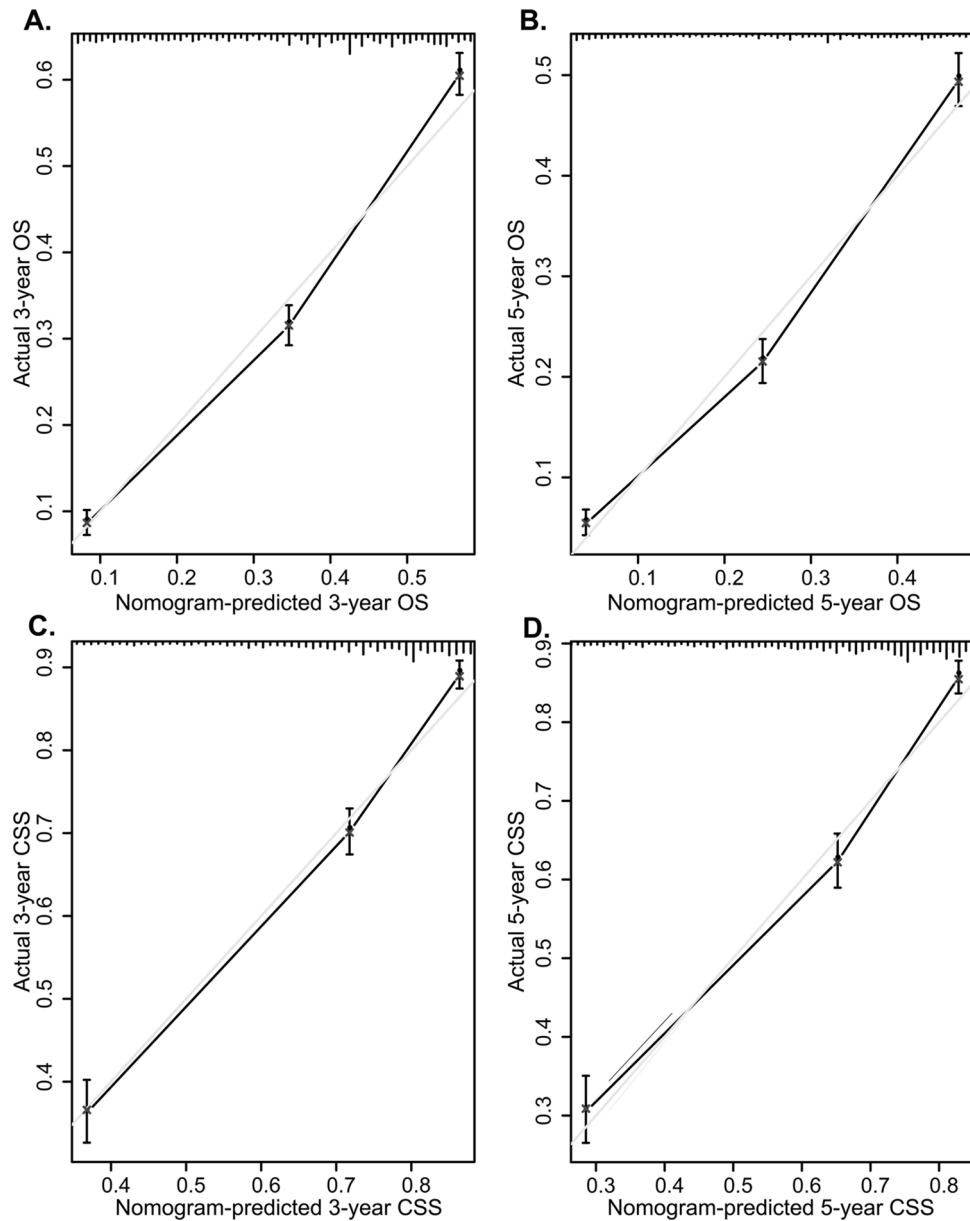 A.
0.6
0.5
0.4
0.3
0.2
0.1
Actual 3-year OS
0.1 0.2 0.3 0.4 0.5
Nomogram-predicted 3-year OS
B.
0.5
0.4
0.3
0.2
0.1
Actual 5-year OS
0.1 0.2 0.3 0.4
Nomogram-predicted 5-year OS
C.
0.9
0.8
0.7
0.6
0.5
0.4
Actual 3-year CSS
0.4 0.5 0.6 0.7 0.8
Nomogram-predicted 3-year CSS
D.
0.9
0.8
0.7
0.6
0.5
0.4
0.3
Actual 5-year CSS
0.3 0.4 0.5 0.6 0.7 0.8
Nomogram-predicted 5-year CSS